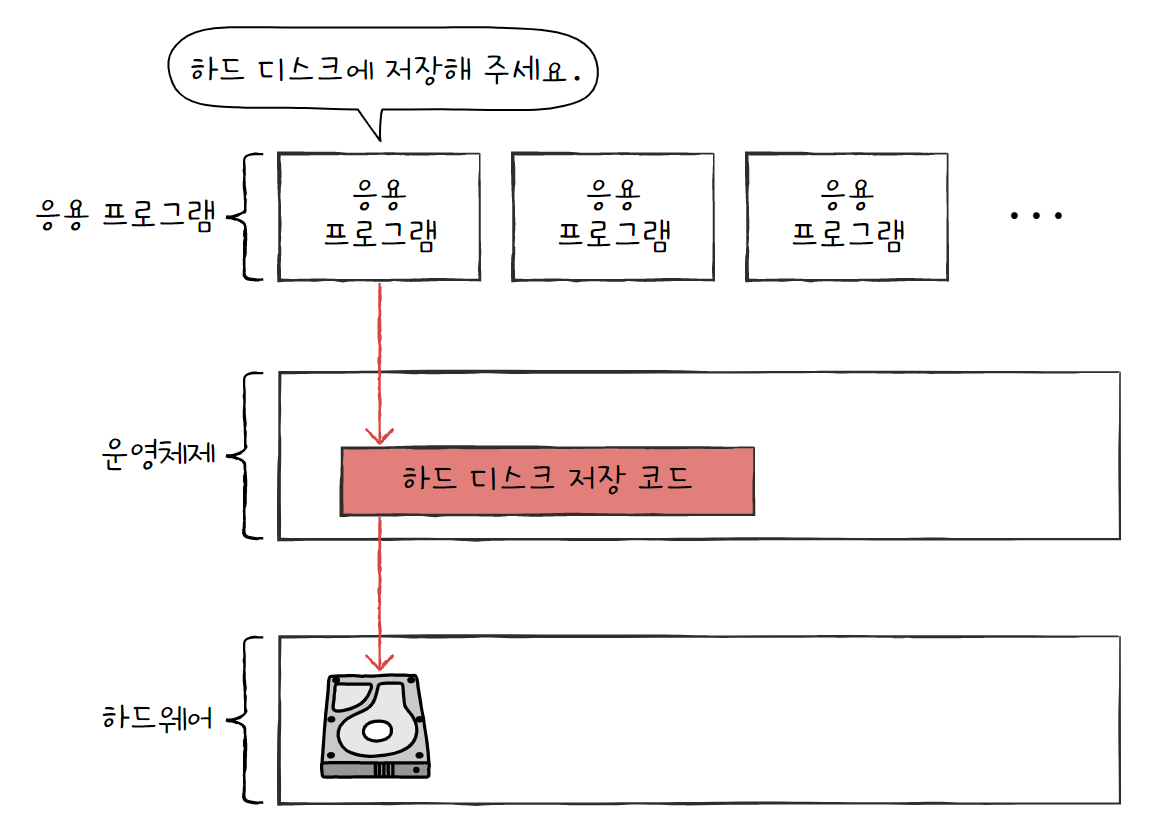 하드 디스크에 저장해 주세요.
응용 프로그램
응용
프로그램
응용
프로그램
응용
프로그램
...
운영체제
하드 디스크 저장 코드
하드웨어